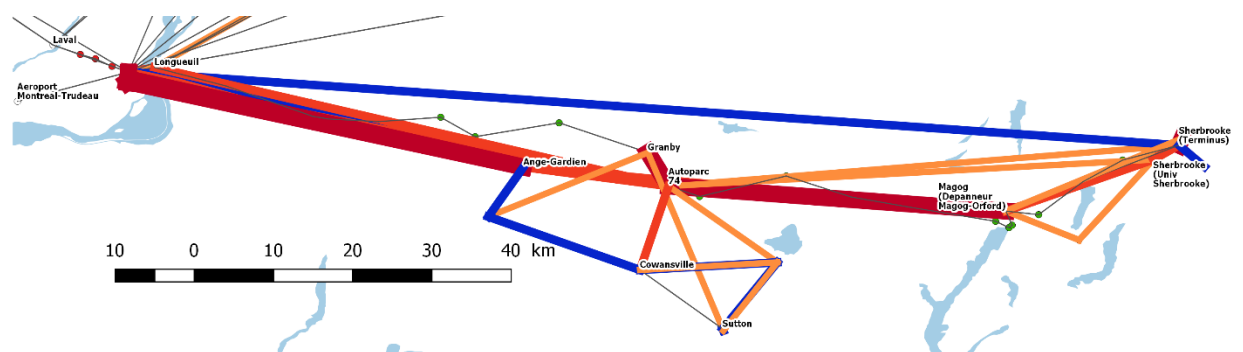 Laval
Longueuil
Aeroport
Montreal-Trudeau
Ange-Gardien
Granby
Autoparc
74
Sherbrooke
(Terminus)
Sherbrooke
(Univ
Sherbrooke)
Magog
(Depanneur
Magog-Orford)
Cowansville
Sutton
10 0 10 20 30 40 km